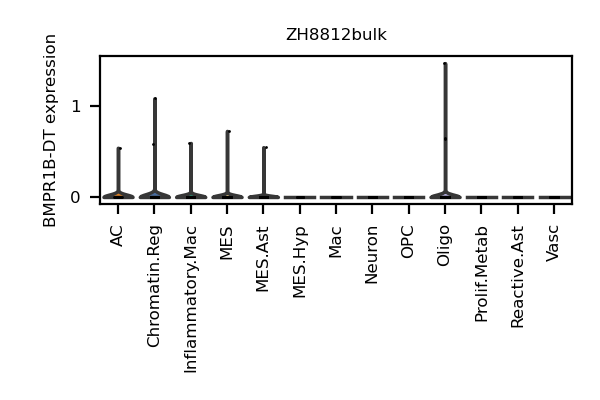 ZH8812bulk
BMPR1B-DT expression
1
0
AC
Chromatin.Reg
Inflammatory.Mac
MES
MES.Ast
MES.Hyp
Mac
Neuron
OPC
Oligo
Prolif.Metab
Reactive.Ast
Vasc